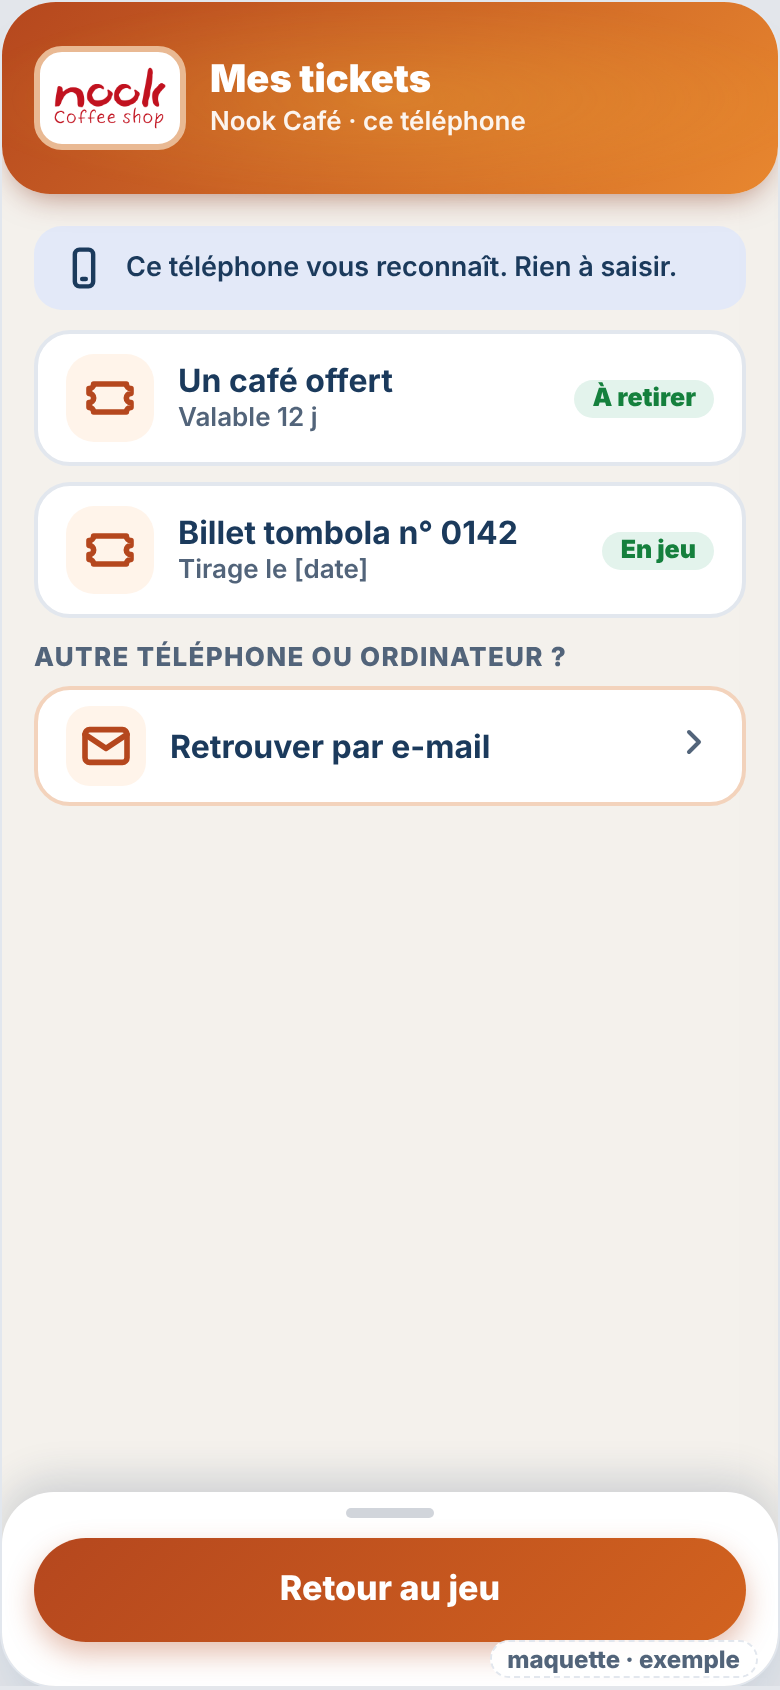 nook
Coffee shop
Mes tickets
Nook Café · ce téléphone
Ce téléphone vous reconnaît. Rien à saisir.
Un café offert
Valable 12 j
À retirer
Billet tombola n° 0142
Tirage le [date]
En jeu
AUTRE TÉLÉPHONE OU ORDINATEUR ?
Retrouver par e-mail
Retour au jeu
maquette · exemple